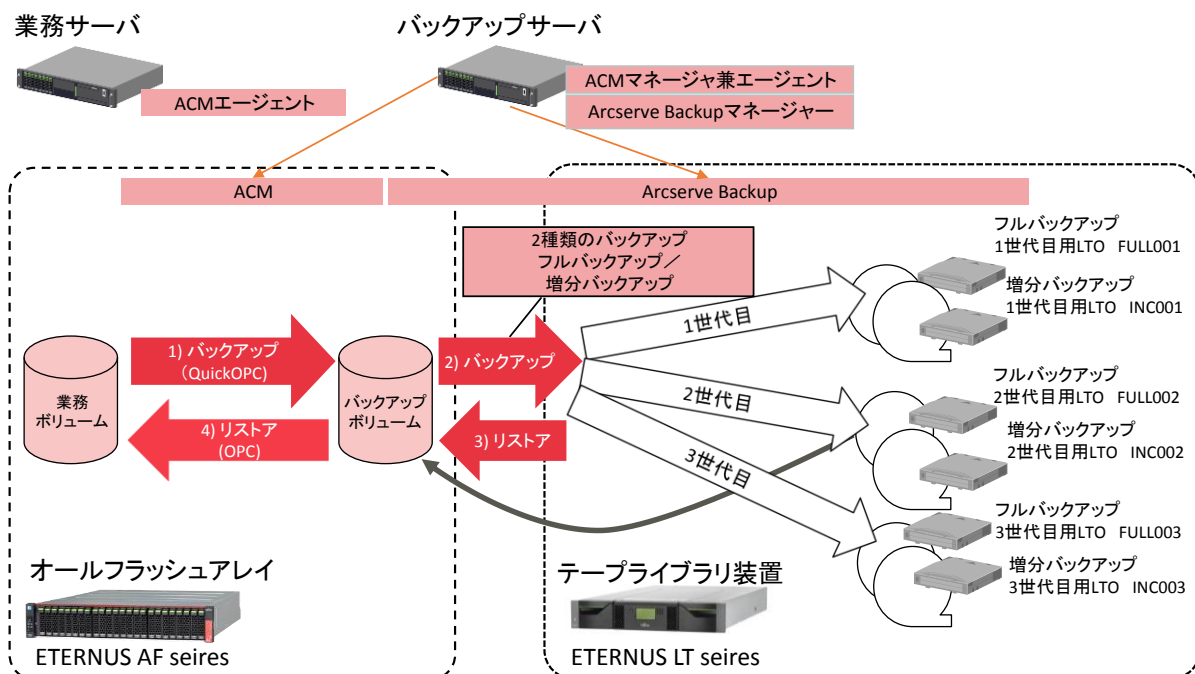 業務サーバ
バックアップサーバ
ACMエージェント
ACMマネージャ兼エージェント
Arcserve Backupマネージャー
ACM
Arcserve Backup
2種類のバックアップ
フルバックアップ／
増分バックアップ
フルバックアップ
1世代目用LTO FULL001
増分バックアップ
1世代目用LTO INC001
1世代目
1) バックアップ
（QuickOPC)
2) バックアップ
業務
ボリューム
バックアップ
ボリューム
4) リストア
(OPC)
3) リストア
2世代目
フルバックアップ
2世代目用LTO FULL002
増分バックアップ
2世代目用LTO INC002
3世代目
フルバックアップ
3世代目用LTO FULL003
増分バックアップ
3世代目用LTO INC003
オールフラッシュアレイ
ETERNUS AF seires
テープライブラリ装置
ETERNUS LT seires